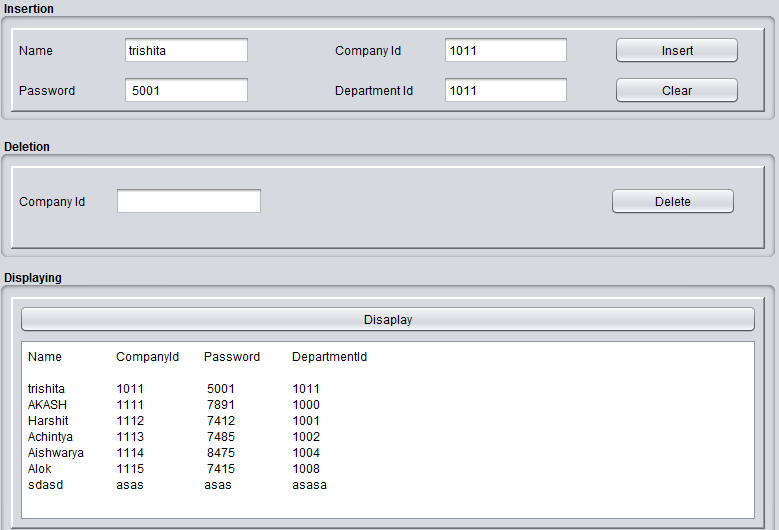 Insertion
Name trishita Company Id 1011 Insert
Password 5001 Department Id 1011 Clear
Deletion
Company Id Delete
Displaying
Disaplay
Name CompanyId Password DepartmentId
trishita 1011 5001 1011
AKASH 1111 7891 1000
Harshit 1112 7412 1001
Achintya 1113 7485 1002
Aishwarya 1114 8475 1004
Alok 1115 7415 1008
sdasd asas asas asasa